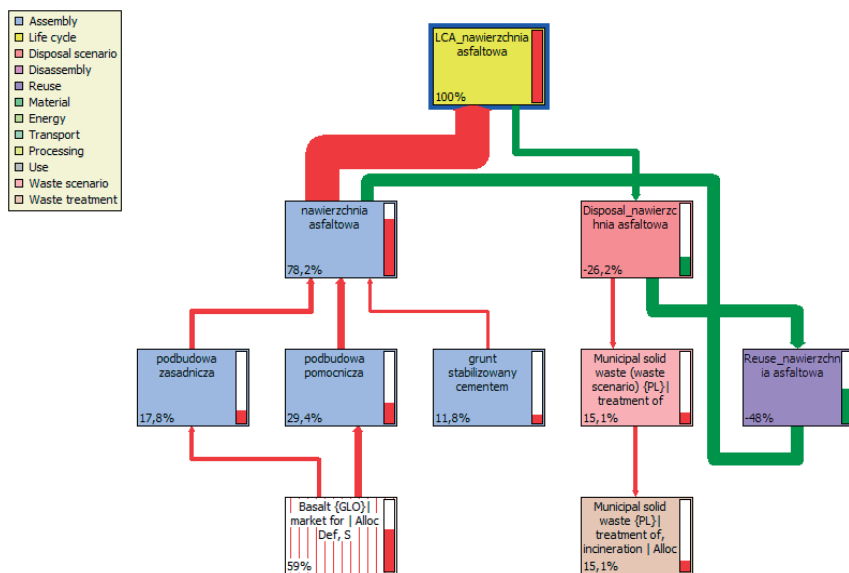 Assembly
Life cycle
Disposal scenario
Disassembly
Reuse
Material
Energy
Transport
Processing
Use
Waste scenario
Waste treatment
LCA_nawierzchnia
asfaltowa
100%
nawierzchnia
asfaltowa
78,2%
Disposal_nawierzc
hnia asfaltowa
-26,2%
podbudowa
zasadnicza
17,8%
podbudowa
pomocnicza
29,4%
grunt
stabilizowany
cementem
11,8%
Municipal solid
waste (waste
scenario) {PL}|
treatment of
15,1%
Reuse_nawierzchn
ia asfaltowa
-48%
Basalt {GLO}|
market for | Alloc
Def, S
59%
Municipal solid
waste {PL}|
treatment of,
incineration | Alloc
15,1%